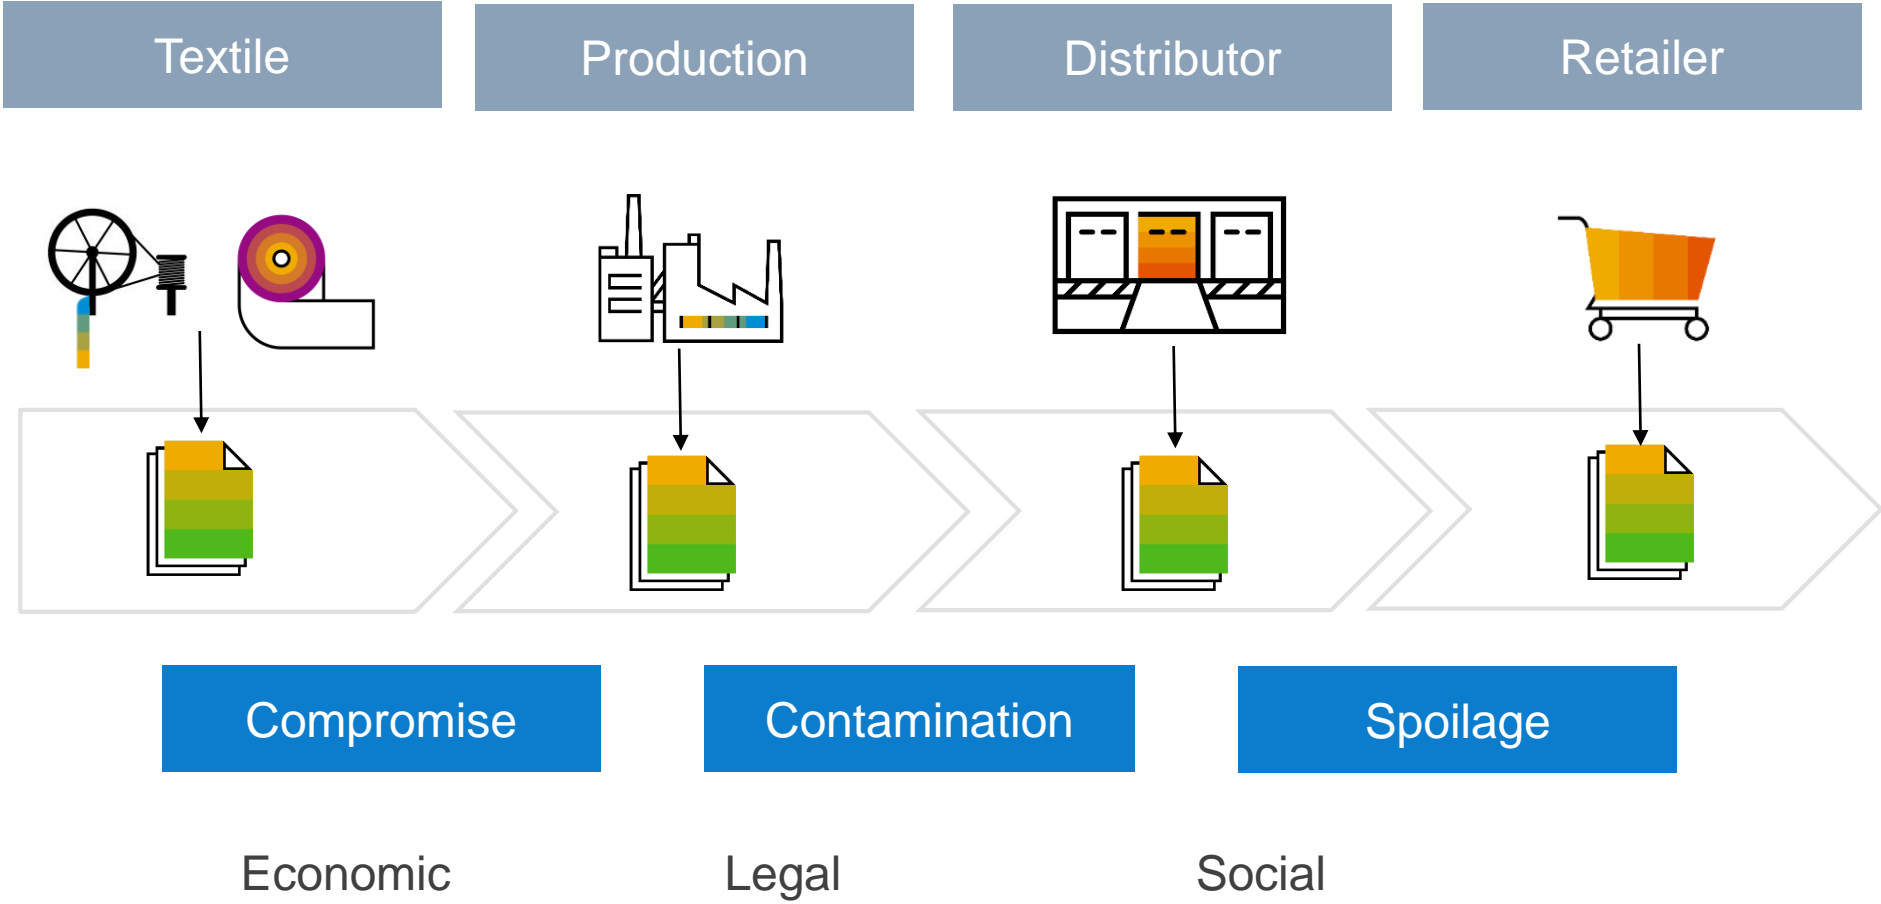 Textile
Production
Distributor
Retailer
Compromise
Contamination
Spoilage
Economic
Legal
Social